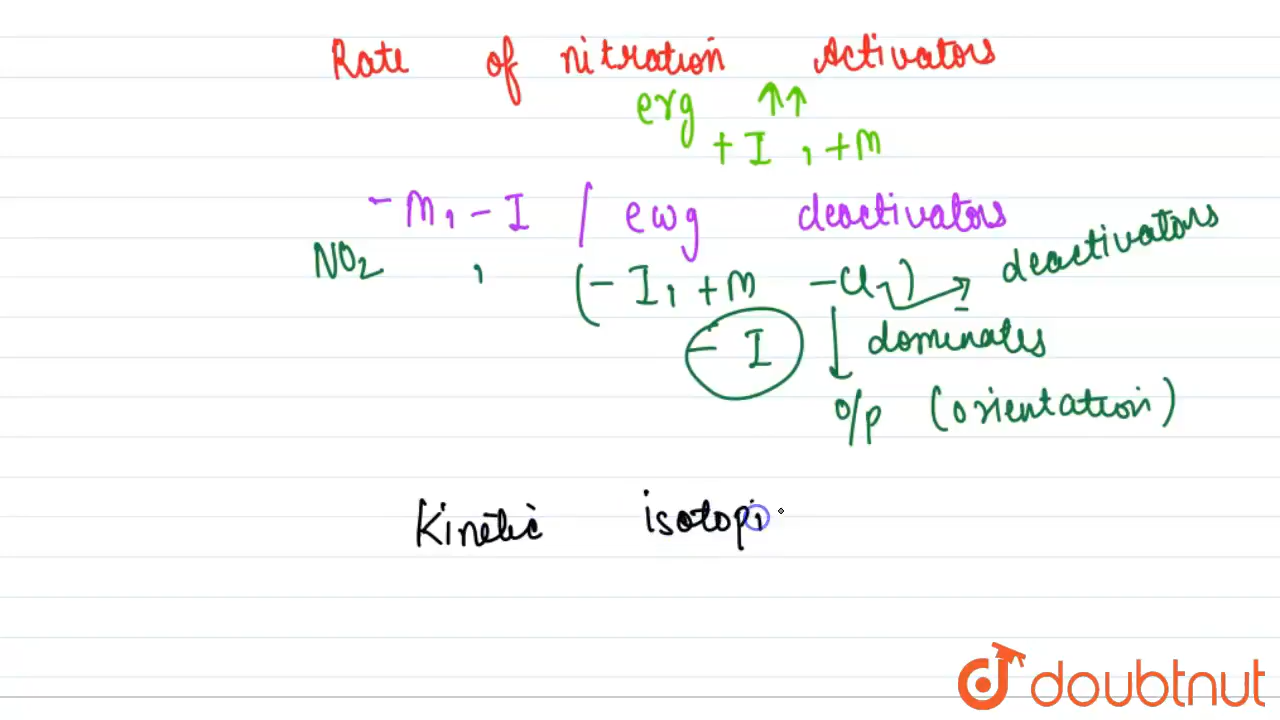 Rate of nitration Activators
erg ↑↑
+I, +M
-M, -I / ewg deactivators
NO2, (-I, +M -Cl,) → deactivators
-I ↓ dominates
o/p (orientation)
Kinetic isotopi
doubtnut